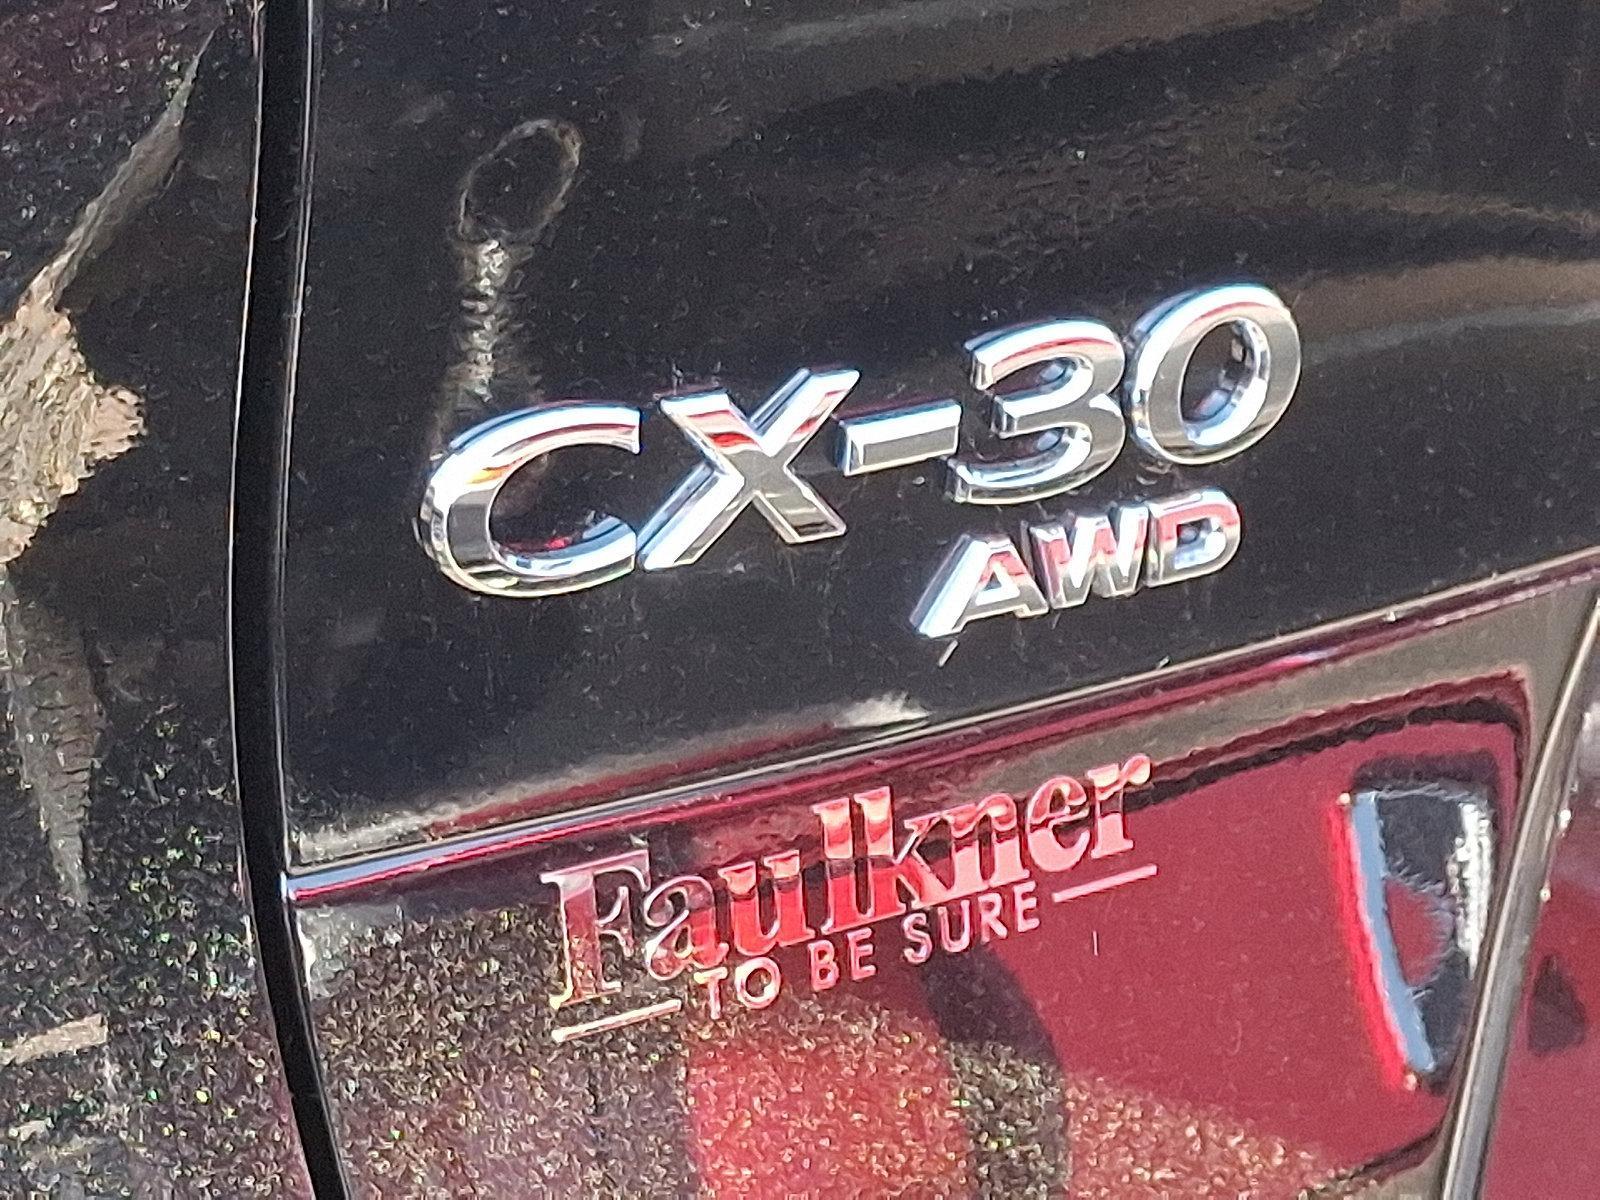 CX-30
AWD
Faulkner
TO BE SURE